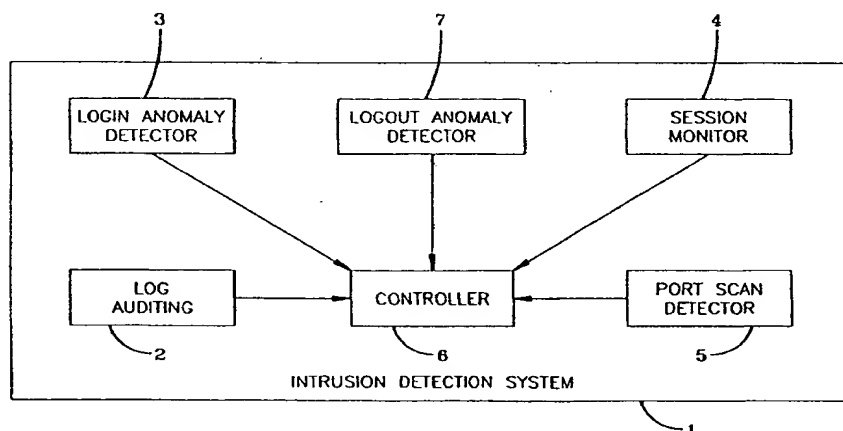 3
7
4
LOGIN ANOMALY
DETECTOR
LOGOUT ANOMALY
DETECTOR
SESSION
MONITOR
LOG
AUDITING
CONTROLLER
PORT SCAN
DETECTOR
2
6
5
INTRUSION DETECTION SYSTEM
1